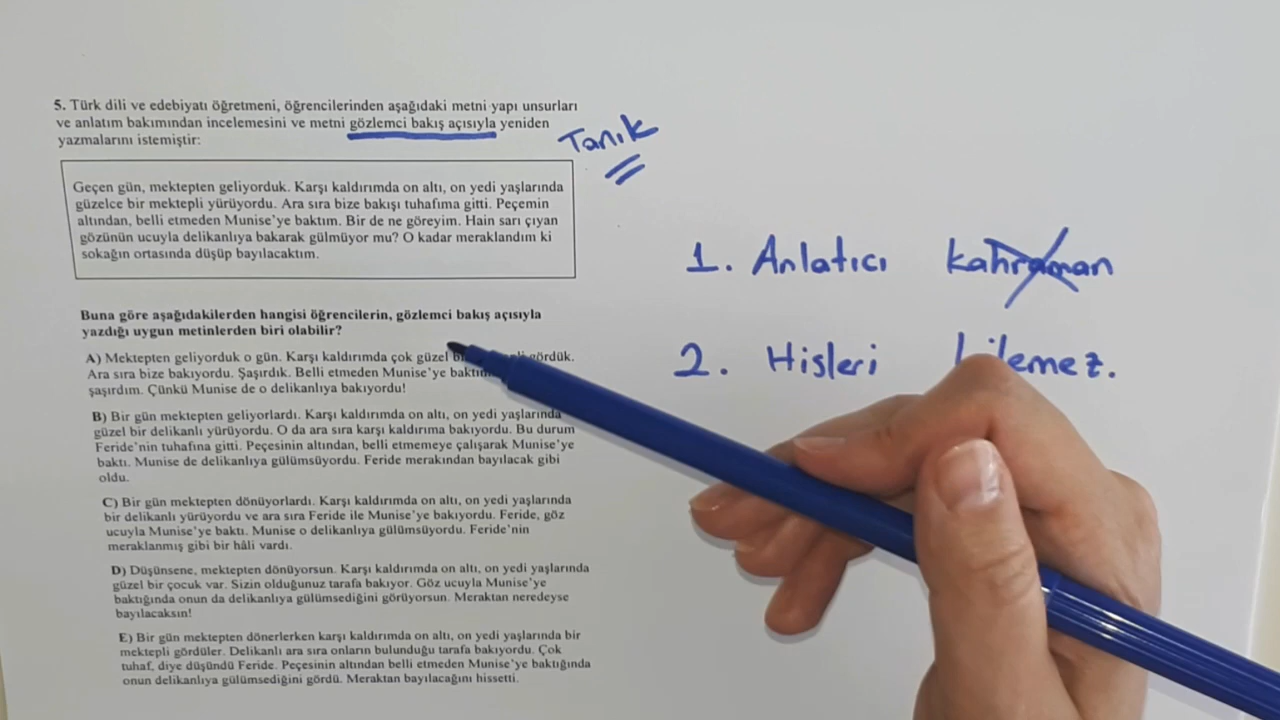 5. Türk dili ve edebiyatı öğretmeni, öğrencilerinden aşağıdaki metni yapı unsurları
ve anlatım bakımından incelemesini ve metni gözlemci bakış açısıyla yeniden
yazmalarını istemiştir:
Tanık
Geçen gün, mektepten geliyorduk. Karşı kaldırımda on altı, on yedi yaşlarında
güzelce bir mektepli yürüyordu. Ara sıra bize bakışı tuhafıma gitti. Peçemin
altından, belli etmeden Munise'ye baktım. Bir de ne göreyim. Hain sarı çıyan
gözünün ucuyla delikanlıya bakarak gülmüyor mu? O kadar meraklandım ki
sokağın ortasında düşüp bayılacaktım.
1. Anlatıcı kahraman
2. Hisleri bilemez.
Buna göre aşağıdakilerden hangisi öğrencilerin, gözlemci bakış açısıyla
yazdığı uygun metinlerden biri olabilir?
A) Mektepten geliyorduk o gün. Karşı kaldırımda çok güzel gördük.
Ara sıra bize bakıyordu. Şaşırdık. Belli etmeden Munise'ye
şaşırdım. Çünkü Munise de o delikanlıya bakıyordu!
B) Bir gün mektepten geliyorlardı. Karşı kaldırımda on altı, on yedi yaşlarında
güzel bir delikanlı yürüyordu. O da ara sıra karşı kaldırıma bakıyordu. Bu durum
Feride'nin tuhafına gitti. Peçesinin altından, belli etmemeye çalışarak Munise'ye
baktı. Munise de delikanlıya gülümsüyordu. Feride merakından bayılacak gibi
oldu.
C) Bir gün mektepten dönüyorlardı. Karşı kaldırımda on altı, on yedi yaşlarında
bir delikanlı yürüyordu ve ara sıra Feride ile Munise'ye bakıyordu. Feride, göz
ucuyla Munise'ye baktı. Munise o delikanlıya gülümsüyordu. Feride'nin
meraklanmış gibi bir hâli vardı.
D) Düşünsene, mektepten dönüyorsun. Karşı kaldırımda on altı, on yedi yaşlarında
güzel bir çocuk var. Sizin olduğunuz tarafa bakıyor. Göz ucuyla Munise'ye
baktığında onun da delikanlıya gülümsediğini görüyorsun. Meraktan neredeyse
bayılacaksın!
E) Bir gün mektepten dönerlerken karşı kaldırımda on altı, on yedi yaşlarında bir
mektepli gördüler. Delikanlı ara sıra onların bulunduğu tarafa bakıyordu. Çok
tuhaf, diye düşündü Feride. Peçesinin altından belli etmeden Munise'ye baktığında
onun delikanlıya gülümsediğini gördü. Meraktan bayılacağını hissetti.